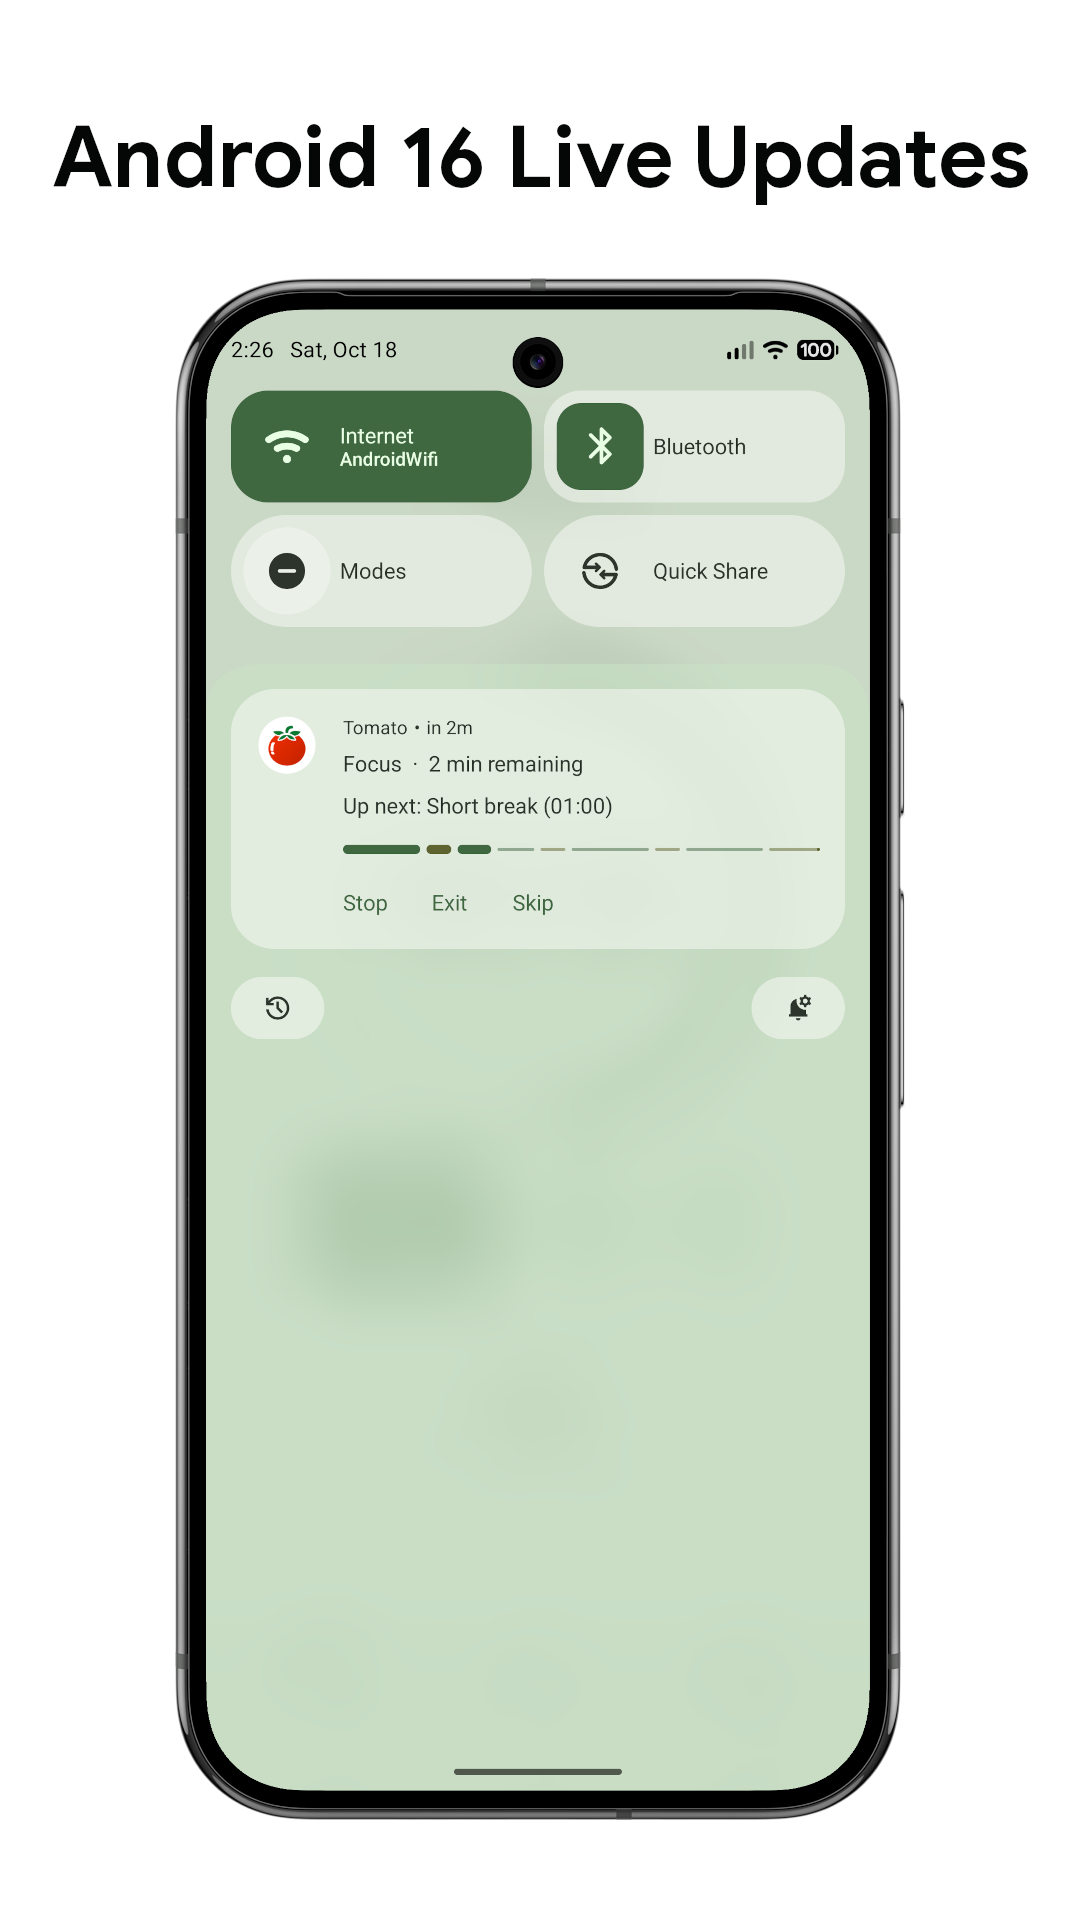 Android 16 Live Updates
2:26 Sat, Oct 18
100
Internet
AndroidWifi
Bluetooth
Modes
Quick Share
Tomato • in 2m
Focus · 2 min remaining
Up next: Short break (01:00)
Stop Exit Skip